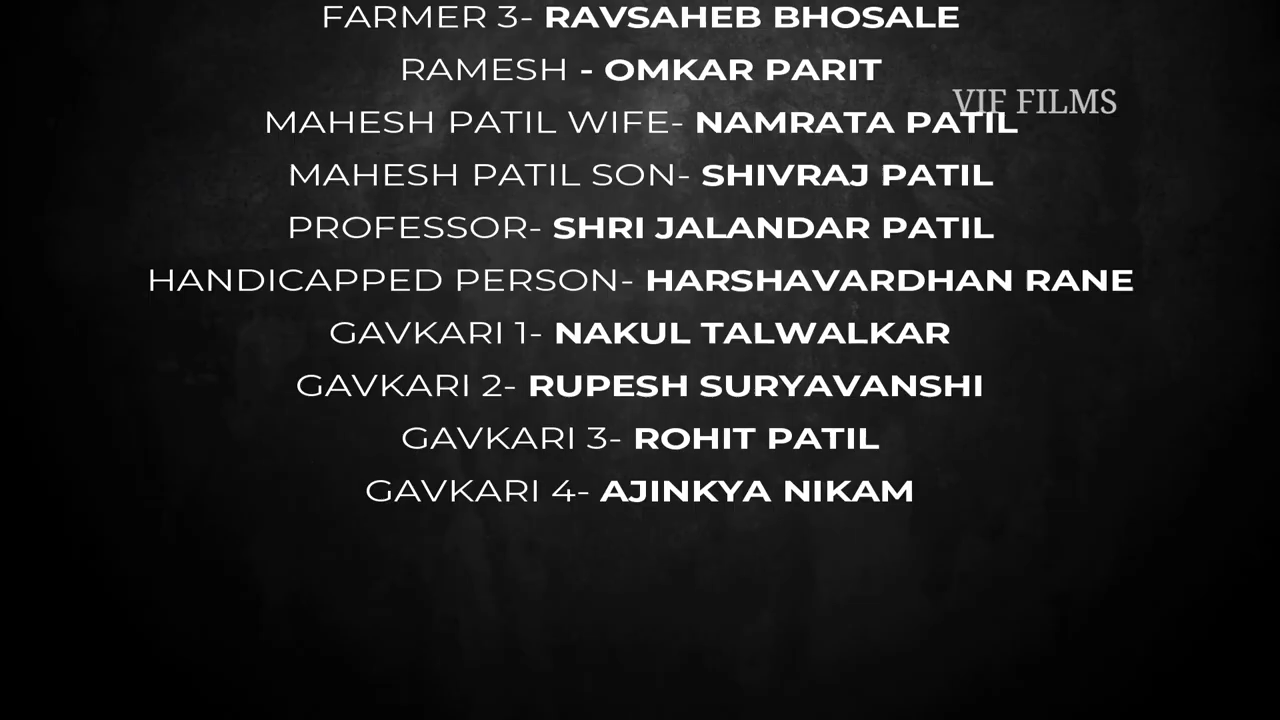 FARMER 3- RAVSAHEB BHOSALE
RAMESH - OMKAR PARIT
VIF FILMS
MAHESH PATIL WIFE- NAMRATA PATIL
MAHESH PATIL SON- SHIVRAJ PATIL
PROFESSOR- SHRI JALANDAR PATIL
HANDICAPPED PERSON- HARSHAVARDHAN RANE
GAVKARI 1- NAKUL TALWALKAR
GAVKARI 2- RUPESH SURYAVANSHI
GAVKARI 3- ROHIT PATIL
GAVKARI 4- AJINKYA NIKAM